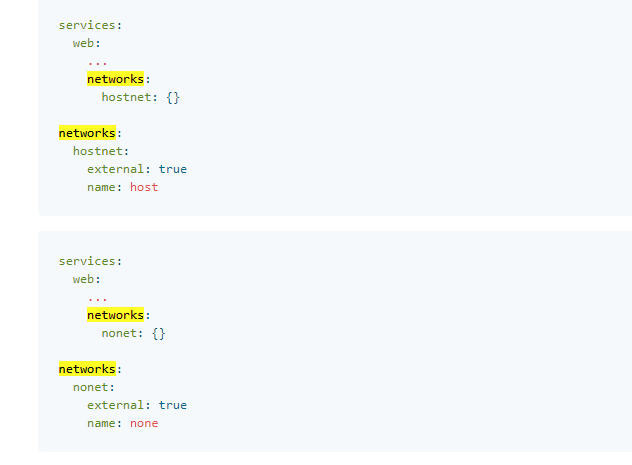 services:
  web:
    ...
    networks:
      hostnet: {}

networks:
  hostnet:
    external: true
    name: host

services:
  web:
    ...
    networks:
      nonet: {}

networks:
  nonet:
    external: true
    name: none